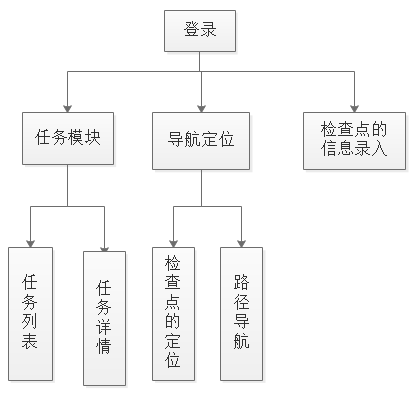 登录
任务模块
导航定位
检查点的
信息录入
任务列表
任务详情
检查点的定位
路径导航